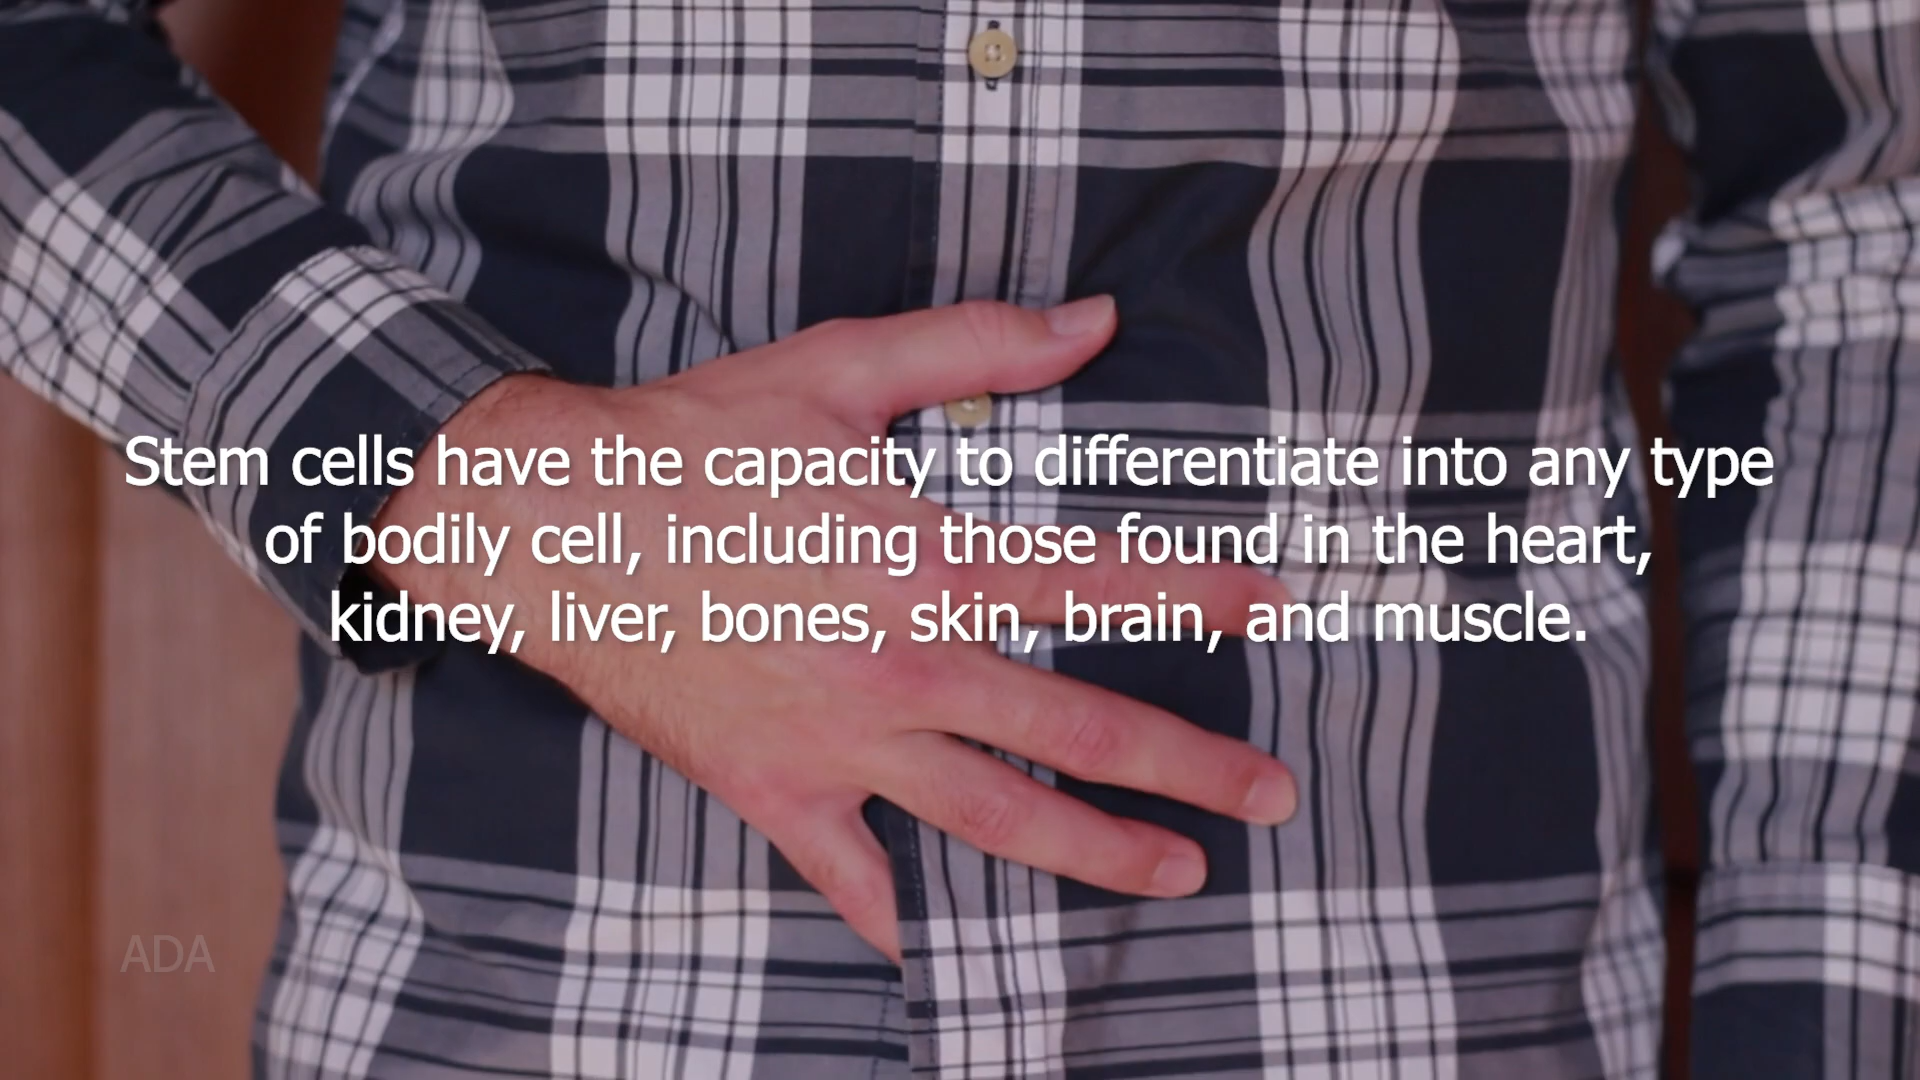 Stem cells have the capacity to differentiate into any type
of bodily cell, including those found in the heart,
kidney, liver, bones, skin, brain, and muscle.
ADA